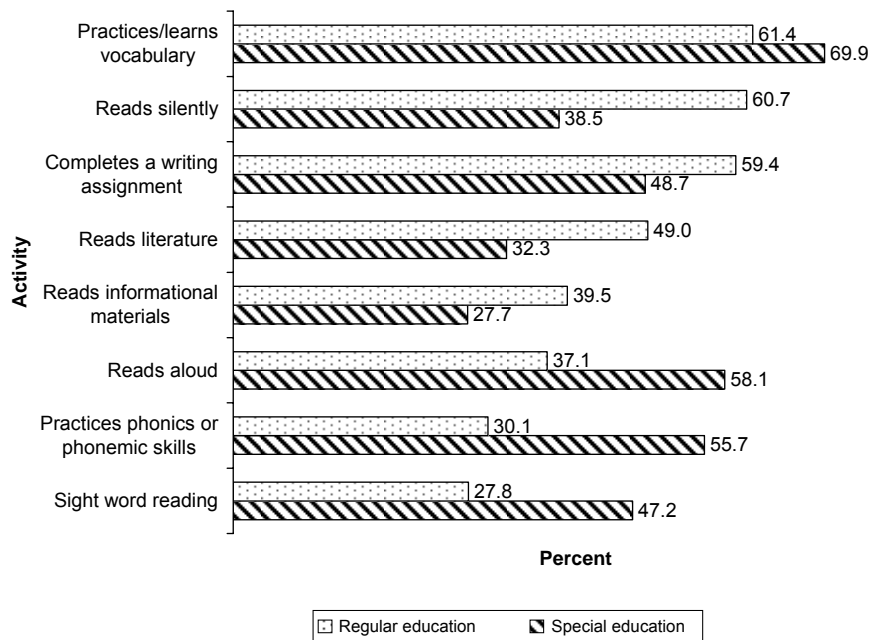 Practices/learns
vocabulary
61.4
69.9
Reads silently
60.7
38.5
Completes a writing
assignment
59.4
48.7
Reads literature
49.0
32.3
Reads informational
materials
39.5
27.7
Reads aloud
37.1
58.1
Practices phonics or
phonemic skills
30.1
55.7
Sight word reading
27.8
47.2
Activity
Percent
Regular education
Special education